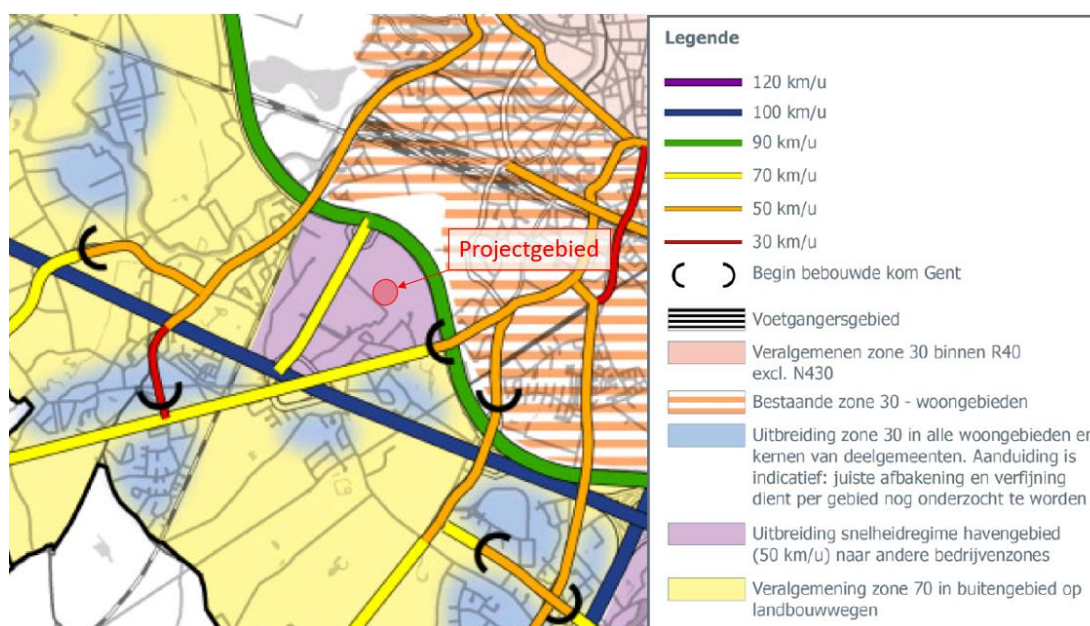 Projectgebied
Legende
120 km/u
100 km/u
90 km/u
70 km/u
50 km/u
30 km/u
Begin bebouwde kom Gent
Voetgangersgebied
Veralgemenen zone 30 binnen R40
excl. N430
Bestaande zone 30 - woongebieden
Uitbreiding zone 30 in alle woongebieden en
kernen van deelgemeenten. Aanduiding is
indicatief: juiste afbakening en verfijning
dient per gebied nog onderzocht te worden
Uitbreiding snelheidregime havengebied
(50 km/u) naar andere bedrijvenzones
Veralgemening zone 70 in buitengebied op
landbouwwegen